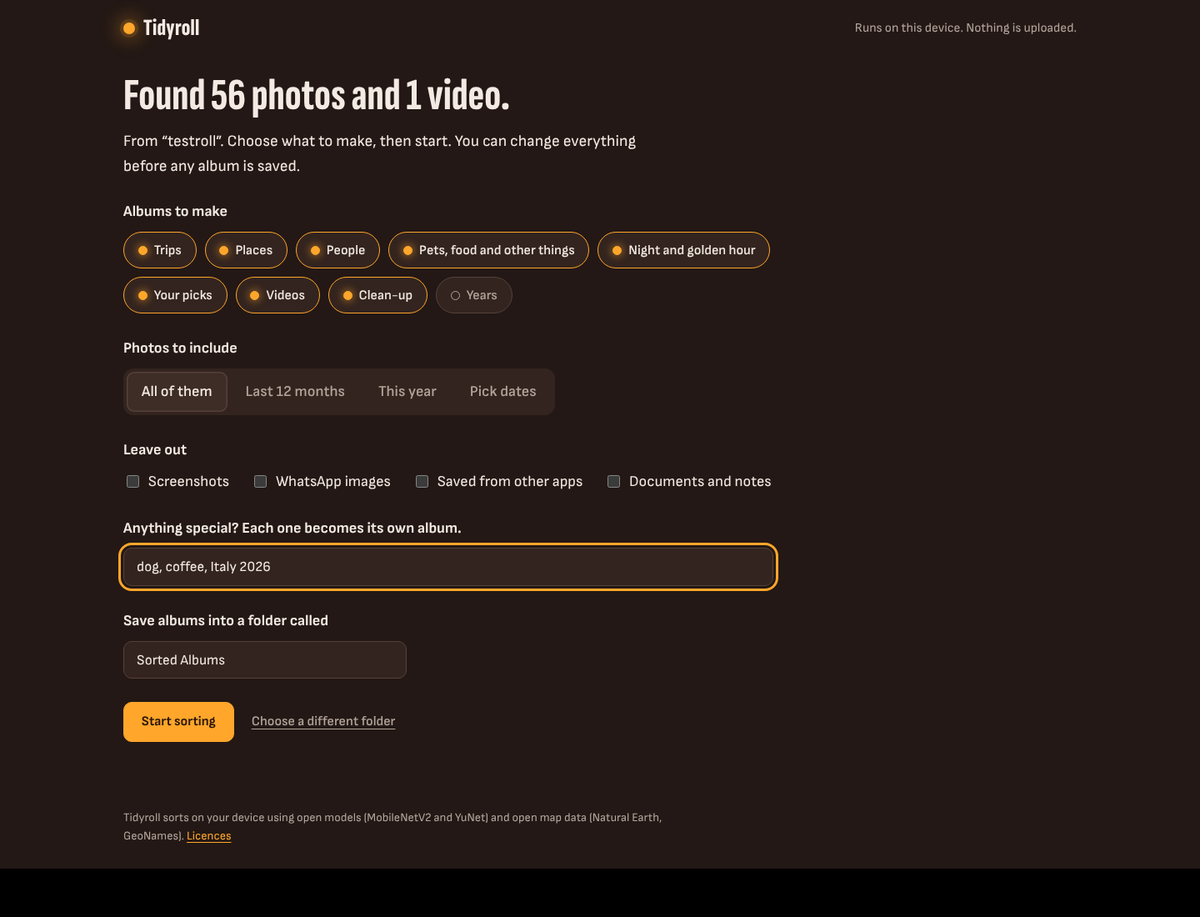 Tidyroll
Runs on this device. Nothing is uploaded.
Found 56 photos and 1 video.
From “testroll”. Choose what to make, then start. You can change everything
before any album is saved.
Albums to make
Trips
Places
People
Pets, food and other things
Night and golden hour
Your picks
Videos
Clean-up
Years
Photos to include
All of them
Last 12 months
This year
Pick dates
Leave out
Screenshots
WhatsApp images
Saved from other apps
Documents and notes
Anything special? Each one becomes its own album.
dog, coffee, Italy 2026
Save albums into a folder called
Sorted Albums
Start sorting
Choose a different folder
Tidyroll sorts on your device using open models (MobileNetV2 and YuNet) and open map data (Natural Earth,
GeoNames). Licences